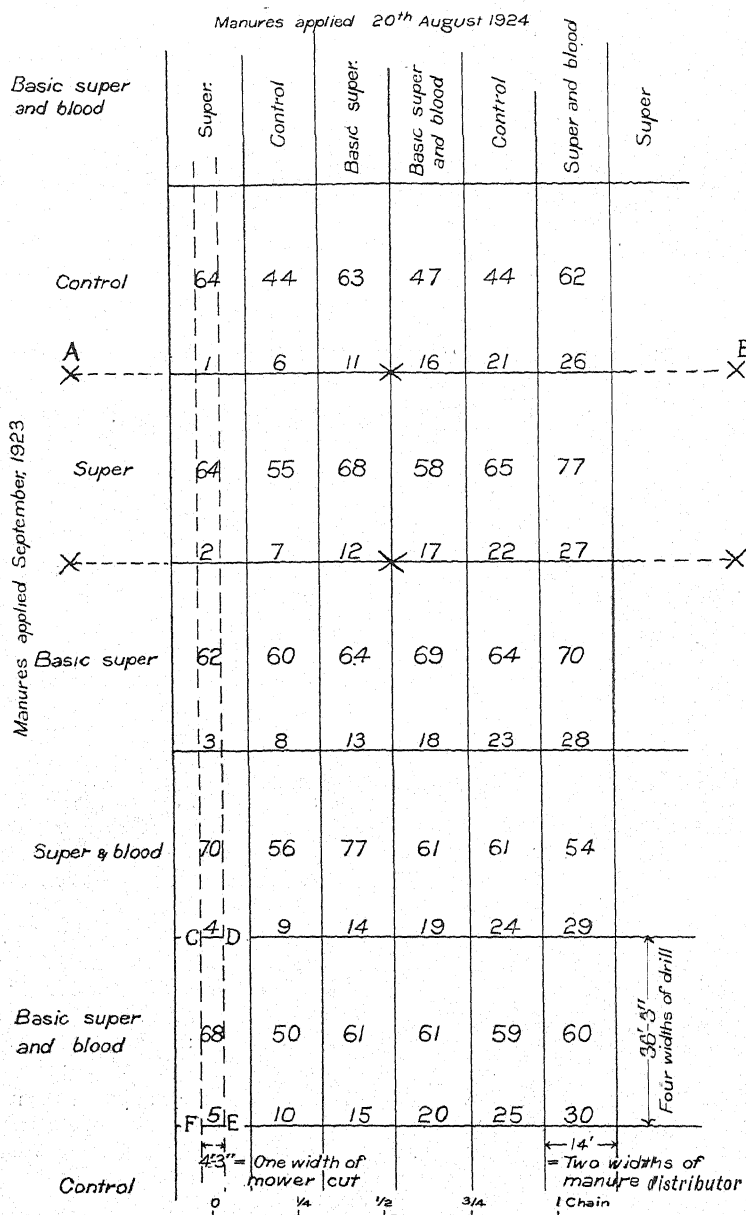 Manures applied 20th August 1924
Basic super and blood
Super.
Control
Basic super.
Basic super and blood
Control
Super and blood
Super
Manures applied September, 1923
Control
64 44 63 47 44 62
A
B
1 6 11 16 21 26
Super
64 55 68 58 65 77
2 7 12 17 22 27
Basic super
62 60 64 69 64 70
3 8 13 18 23 28
Super & blood
70 56 77 61 61 54
C 4 D 9 14 19 24 29
Basic super
and blood
68 50 61 61 59 60
36'-3"
Four widths of drill
F 5 E 10 15 20 25 30
4'3" = One width of
mower cut
14'
= Two widths of
manure distributor
Control
0 1/4 1/2 3/4 1 Chain